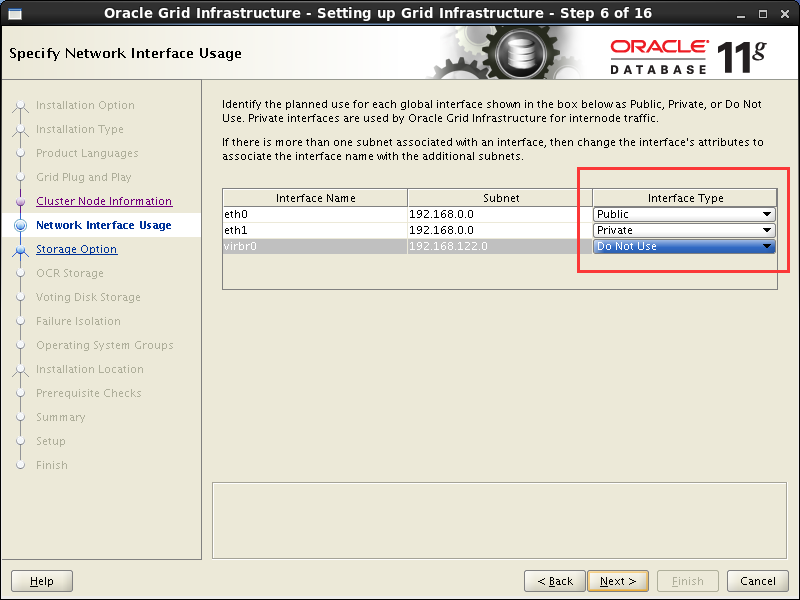 Oracle Grid Infrastructure - Setting up Grid Infrastructure - Step 6 of 16
Specify Network Interface Usage
ORACLE
DATABASE
11g
Installation Option
Installation Type
Product Languages
Grid Plug and Play
Cluster Node Information
Network Interface Usage
Storage Option
OCR Storage
Voting Disk Storage
Failure Isolation
Operating System Groups
Installation Location
Prerequisite Checks
Summary
Setup
Finish
Identify the planned use for each global interface shown in the box below as Public, Private, or Do Not
Use. Private interfaces are used by Oracle Grid Infrastructure for internode traffic.
If there is more than one subnet associated with an interface, then change the interface's attributes to
associate the interface name with the additional subnets.
Interface Name Subnet Interface Type
eth0 192.168.0.0 Public
eth1 192.168.0.0 Private
virbr0 192.168.122.0 Do Not Use
Help < Back Next > Finish Cancel